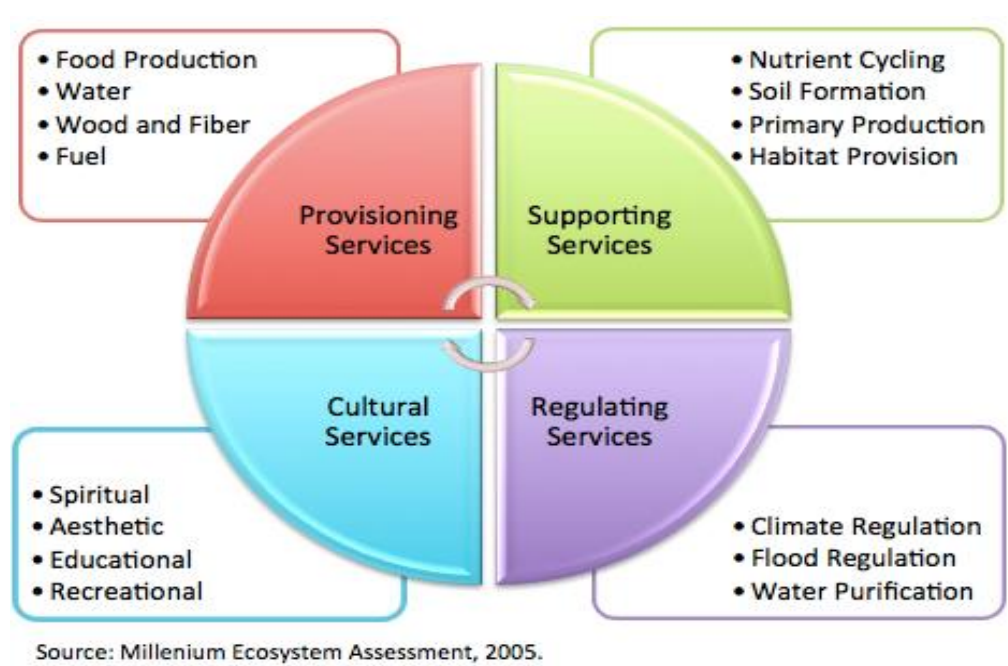 • Food Production
• Water
• Wood and Fiber
• Fuel
• Nutrient Cycling
• Soil Formation
• Primary Production
• Habitat Provision
Provisioning
Services
Supporting
Services
Cultural
Services
Regulating
Services
• Spiritual
• Aesthetic
• Educational
• Recreational
• Climate Regulation
• Flood Regulation
• Water Purification
Source: Millenium Ecosystem Assessment, 2005.